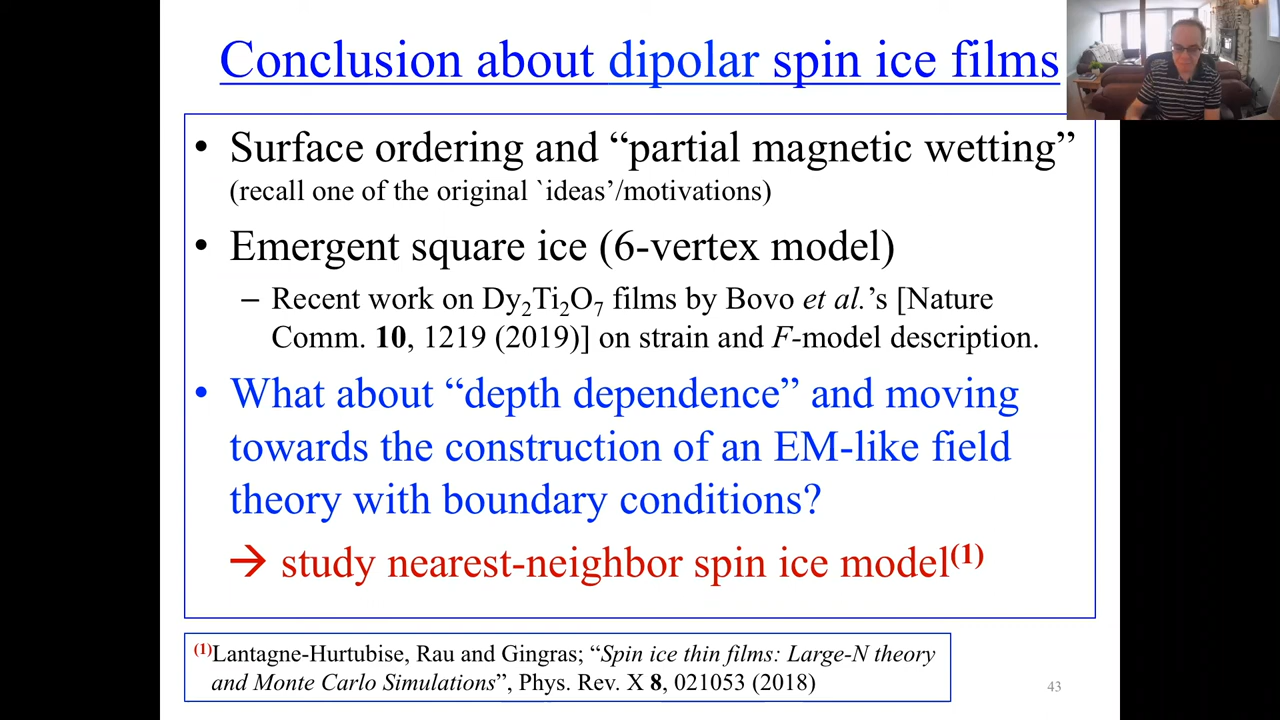 Conclusion about dipolar spin ice films
• Surface ordering and “partial magnetic wetting”
(recall one of the original `ideas’/motivations)
• Emergent square ice (6-vertex model)
– Recent work on Dy₂Ti₂O₇ films by Bovo et al.’s [Nature
Comm. 10, 1219 (2019)] on strain and F-model description.
• What about “depth dependence” and moving
towards the construction of an EM-like field
theory with boundary conditions?
→ study nearest-neighbor spin ice model⁽¹⁾
⁽¹⁾Lantagne-Hurtubise, Rau and Gingras; “Spin ice thin films: Large-N theory
and Monte Carlo Simulations”, Phys. Rev. X 8, 021053 (2018)
43